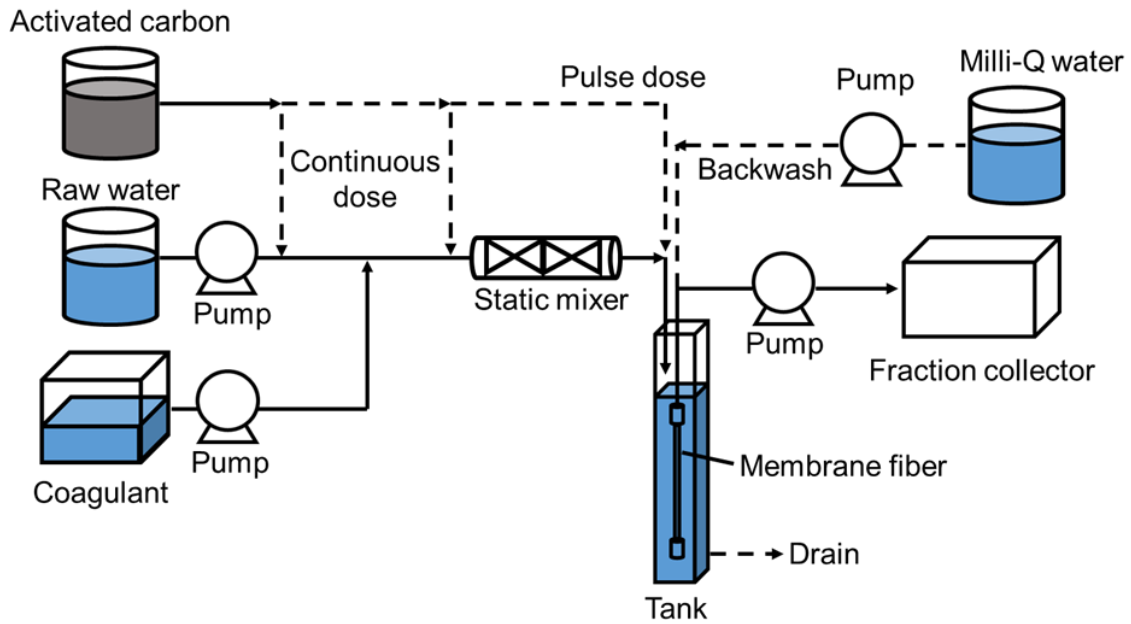 Activated carbon
Pulse dose
Pump
Milli-Q water
Continuous
dose
Backwash
Raw water
Pump
Static mixer
Pump
Fraction collector
Pump
Coagulant
Membrane fiber
Drain
Tank